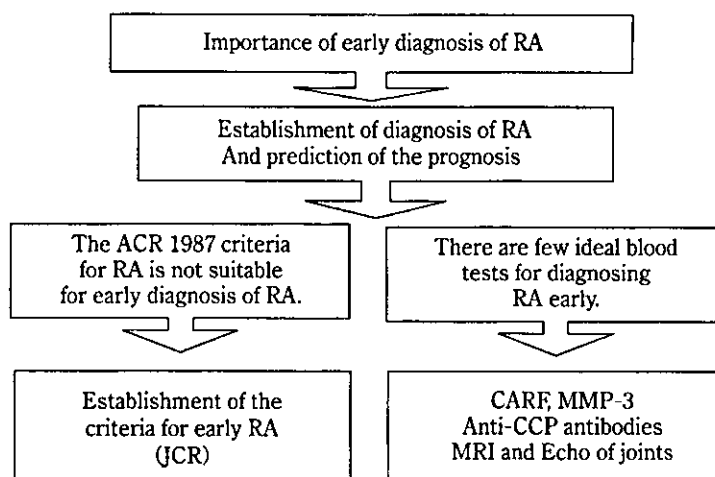 Importance of early diagnosis of RA
Establishment of diagnosis of RA
And prediction of the prognosis
The ACR 1987 criteria
for RA is not suitable
for early diagnosis of RA.
There are few ideal blood
tests for diagnosing
RA early.
Establishment of the
criteria for early RA
(JCR)
CARF, MMP-3
Anti-CCP antibodies
MRI and Echo of joints